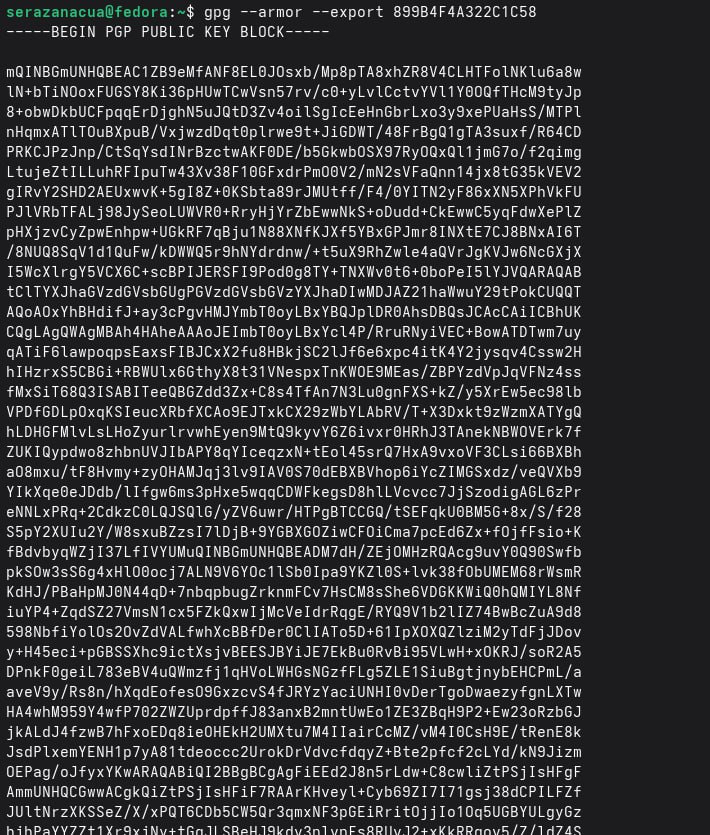 serazanacua@fedora:~$ gpg --armor --export 899B4F4A322C1C58
-----BEGIN PGP PUBLIC KEY BLOCK-----

mQINBGmUNHQBEAC1ZB9eMfANF8EL0JOsxb/Mp8pTA8xhZR8V4CLHTFolNKlu6a8w
lN+bTiNOoxFUGSY8Ki36pHUwTCwVsn57rv/c0+yLvlCctvYVl1Y0OQfTHcM9tyJp
8+obwDkbUCFpqqErDjghN5uJQtD3Zv4oilSgIcEeHnGbrLxo3y9xePUaHsS/MTPl
nHqmxATlTOuBXpuB/VxjwzdDqt0plrwe9t+JiGDWT/48FrBgQ1gTA3suxf/R64CD
PRKCJPzJnp/CtSqYsdINrBzctwAKF0DE/b5GkwbOSX97RyOQxQl1jmG7o/f2qimg
LtujeZtILLuhRFIpuTw43Xv38F10GFxdrPmO0V2/mN2sVFaQnn14jx8tG35kVEV2
gIRvY2SHD2AEUxwvK+5gI8Z+0KSbta89rJMUtff/F4/0YITN2yF86xXN5XPhVkFU
PJlVRbTFALj98JySeoLUWVR0+RryHjYrZbEwwNkS+oDudd+CkEwwC5yqFdwXePlZ
pHXjzvCyZpwEnhpw+UGkRF7qBju1N88XNfKJXf5YBxGPJmr8INXtE7CJ8BNxAI6T
/8NUQ8SqV1d1QuFw/kDWWQ5r9hNYdrdnw/+t5uX9RhZwle4aQVrJgKVJw6NcGXjX
I5WcXlrgY5VCX6C+scBPIJERSFI9Pod0g8TY+TNXWv0t6+0boPeI5lYJVQARAQAB
tClTYXJhaGVzdGVsbGUgPGVzdGVsbGVzYXJhaDIwMDJAZ21haWwuY29tPokCUQQT
AQoAOxYhBHdifJ+ay3cPgvHMJYmbT0oyLBxYBQJplDR0AhsDBQsJCAcCAiICBhUK
CQgLAgQWAgMBAh4HAheAAAoJEImbT0oyLBxYcl4P/RruRNyiVEC+BowATDTwm7uy
qATiF6lawpoqpsEaxsFIBJCxX2fu8HBkjSC2lJf6e6xpc4itK4Y2jysqv4Cssw2H
hIHzrxS5CBGi+RBWUlx6GthyX8t31VNespxTnKWOE9MEas/ZBPYzdVpJqVFNz4ss
fMxSiT68Q3ISABITeeQBGZdd3Zx+C8s4TfAn7N3Lu0gnFXS+kZ/y5XrEw5ec98lb
VPDfGDLpOxqKSIeucXRbfXCAo9EJTxkCX29zWbYLAbRV/T+X3Dxkt9zWzmXATYgQ
hLDHGFMlvLsLHoZyurlrvwhEyen9MtQ9kyvY6Z6ivxr0HRhJ3TAnekNBWOVErk7f
ZUKIQypdwo8zhbnUVJIbAPY8qYIceqzxN+tEol45srQ7HxA9vxoVF3CLsi66BXBh
aO8mxu/tF8Hvmy+zyOHAMJqj3lv9IAV0S70dEBXBVhop6iYcZIMGSxdz/veQVXb9
YIkXqe0eJDdb/lIfgw6ms3pHxe5wqqCDWFkegsD8hlLVcvcc7JjSzodigAGL6zPr
eNNLxPRq+2CdkzC0LQJSQlG/yZV6uwr/HTPgBTCCGQ/tSEFqkU0BM5G+8x/S/f28
S5pY2XUIu2Y/W8sxuBZzsI7lDjB+9YGBXGOZiwCFOiCma7pcEd6Zx+fOjfFsio+K
fBdvbyqWZjI37LfIVYUMuQINBGmUNHQBEADM7dH/ZEjOMHzRQAcg9uvY0Q90Swfb
pkSOw3sS6g4xHlO0ocj7ALN9V6YOc1lSb0Ipa9YKZl0S+lvk38fObUMEM68rWsmR
KdHJ/PBaHpMJ0N44qD+7nbqpbugZrknmFCv7HsCM8sShe6VDGKKWiQ0hQMIYL8Nf
iuYP4+ZqdSZ27VmsN1cx5FZkQxwIjMcVeIdrRqgE/RYQ9V1b2lIZ74BwBcZuA9d8
598NbfiYolOs2OvZdVALfwhXcBBfDer0ClIATo5D+61IpXOXQZlziM2yTdFjJDov
y+H45eci+pGBSSXhc9ictXsjvBEESJBYiJE7EkBu0RvBi95VLwH+xOKRJ/soR2A5
DPnkF0geiL783eBV4uQWmzfj1qHVoLWHGsNGzfFLg5ZLE1SiuBgtjnybEHCPmL/a
aveV9y/Rs8n/hXqdEofesO9GxzcvS4fJRYzYaciUNHI0vDerTgoDwaezyfgnLXTw
HA4whM959Y4wfP702ZWZUprdpffJ83anxB2mntUwEo1ZE3ZBqH9P2+Ew23oRzbGJ
jkALdJ4fzwB7hFxoEDq8ieOHEkH2UMXtu7M4IIairCcMZ/vM4I0CsH9E/tRenE8k
JsdPlxemYENH1p7yA81tdeoccc2UrokDrVdvcfdqyZ+Bte2pfcf2cLYd/kN9Jizm
OEPag/oJfyxYKwARAQABiQI2BBgBCgAgFiEEd2J8n5rLdw+C8cwliZtPSjIsHFgF
AmmUNHQCGwwACgkQiZtPSjIsHFiF7RAArKHveyl+Cyb69ZI7I71gsj38dCPILFZf
JUltNrzXKSSeZ/X/xPQT6CDb5CW5Qr3qmxNF3pGEiRritOjjIo1Oq5UGBYULgyGz